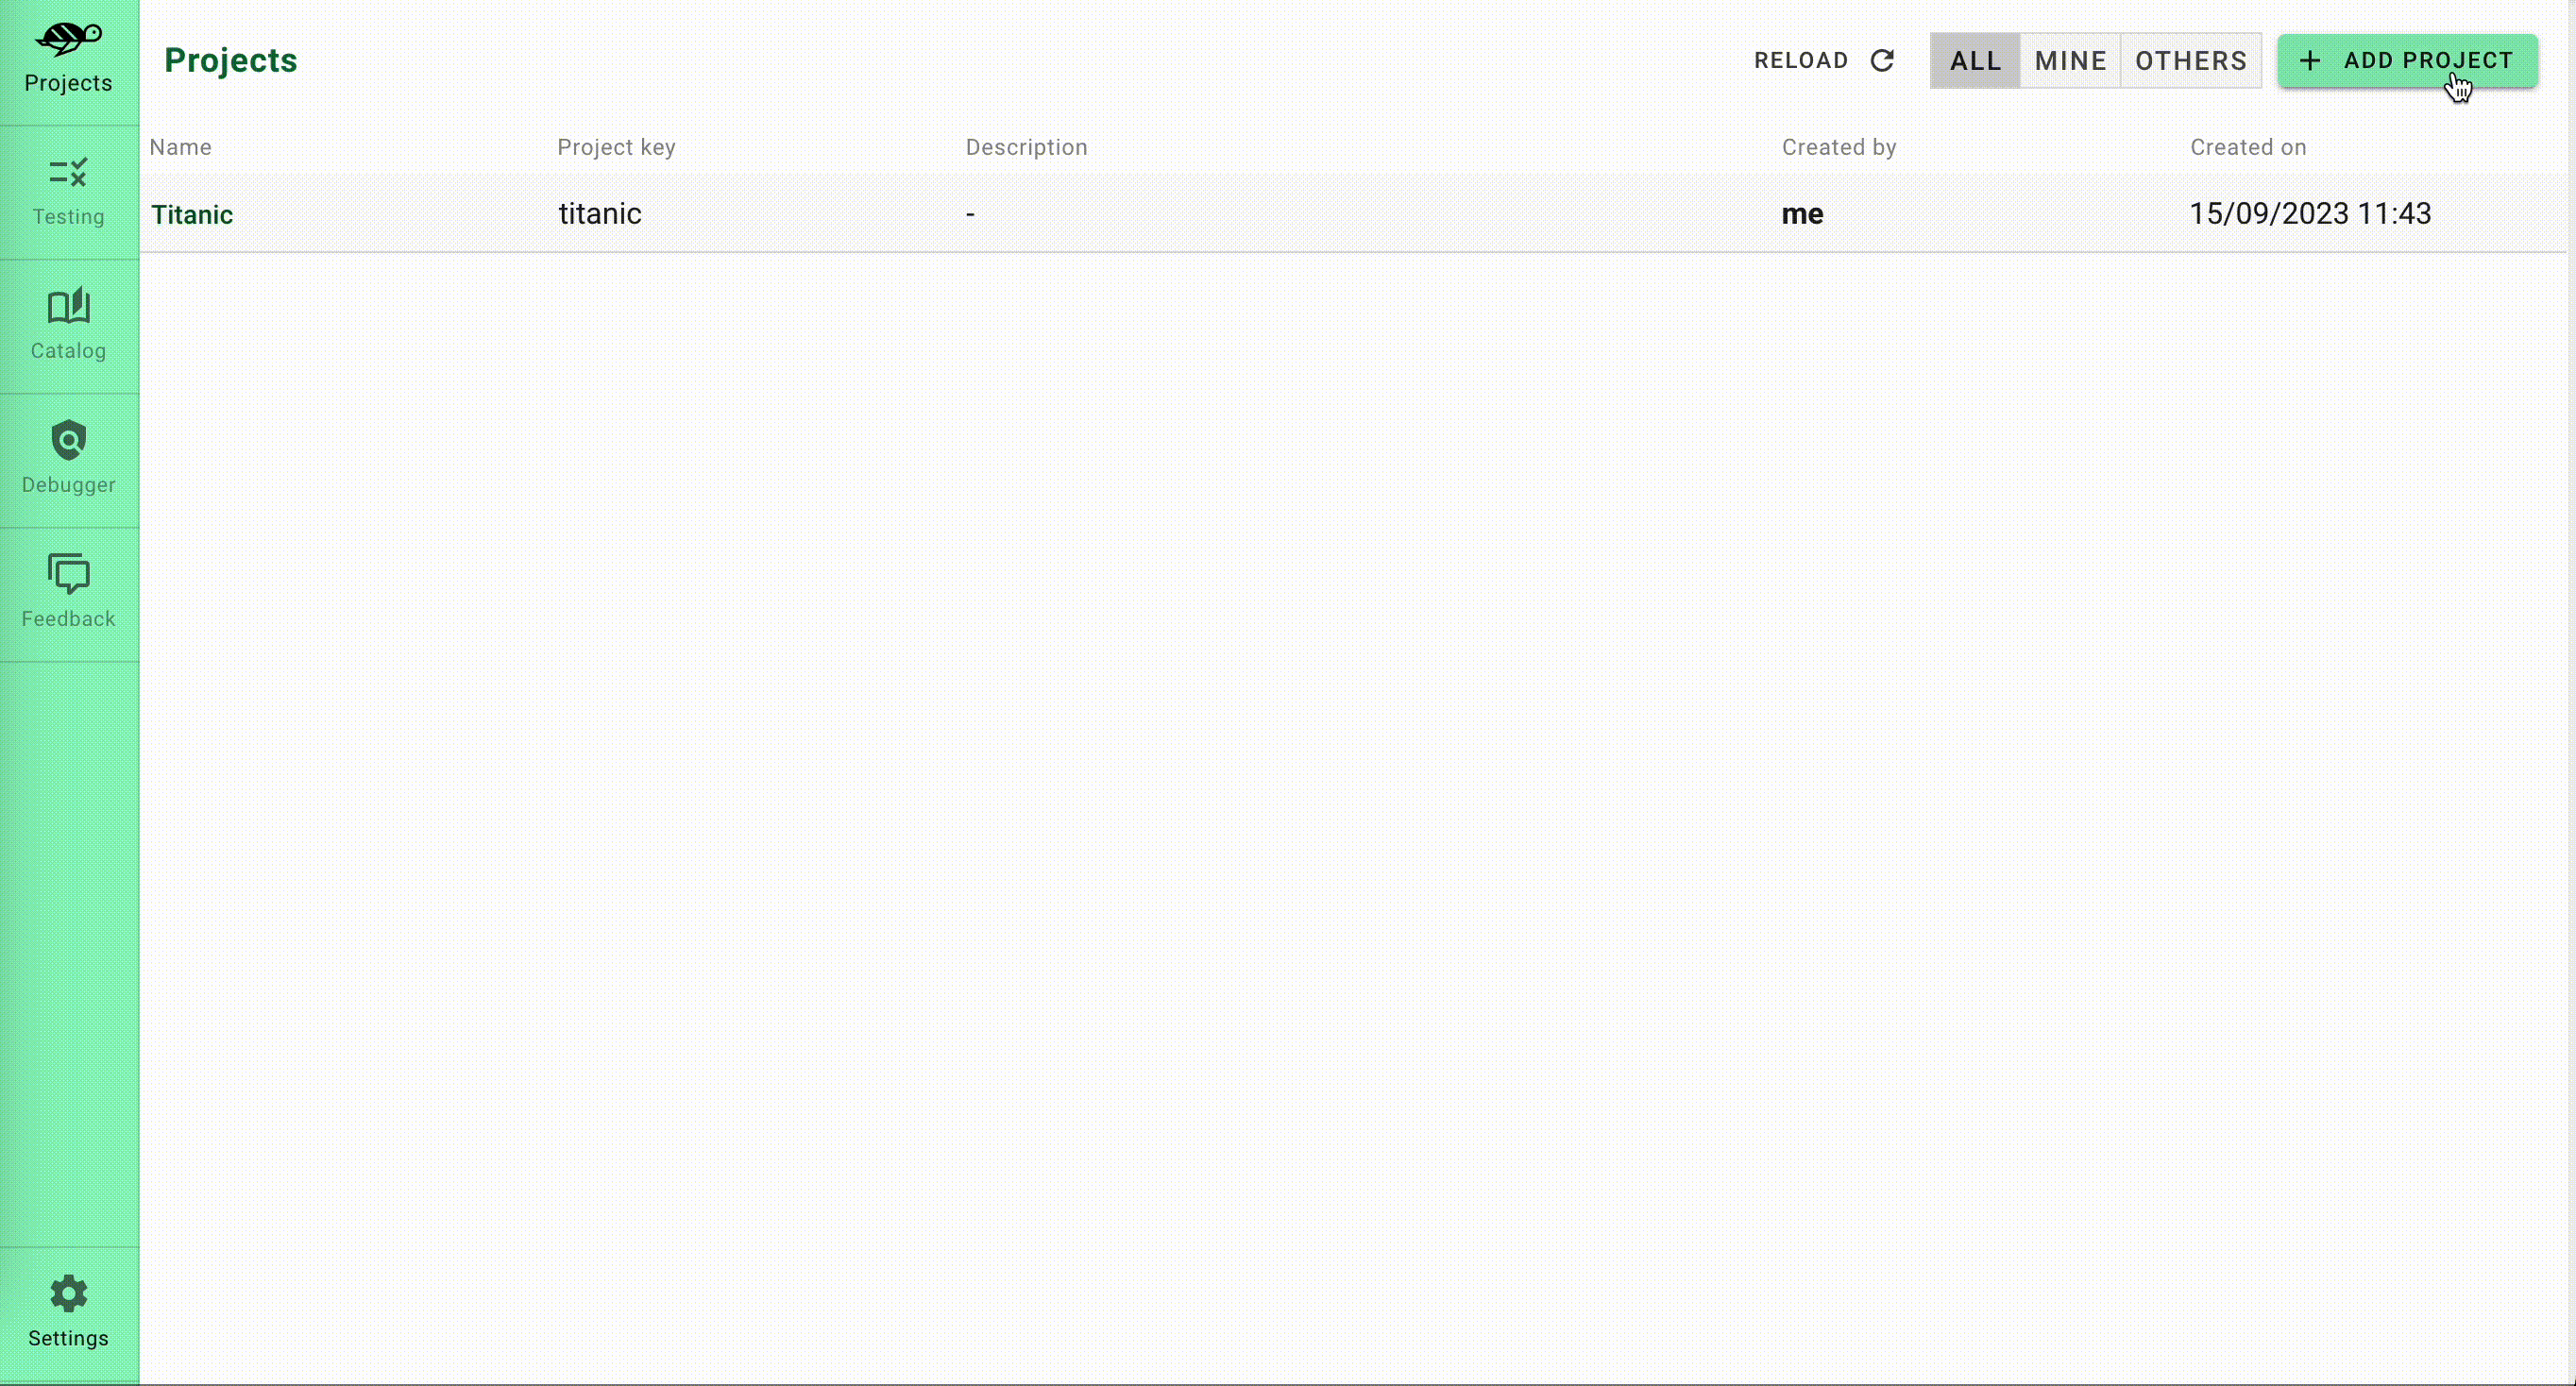 Projects
Testing
Catalog
Debugger
Feedback
Settings
Projects
RELOAD ALL MINE OTHERS + ADD PROJECT
Name Project key Description Created by Created on
Titanic titanic - me 15/09/2023 11:43